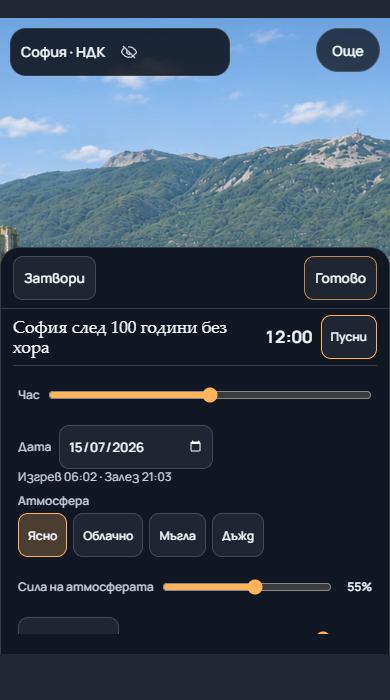 София · НДК
Още
Затвори
Готово
София след 100 години без
хора
12:00
Пусни
Час
Дата
15/07/2026
Изгрев 06:02 · Залез 21:03
Атмосфера
Ясно
Облачно
Мъгла
Дъжд
Сила на атмосферата
55%